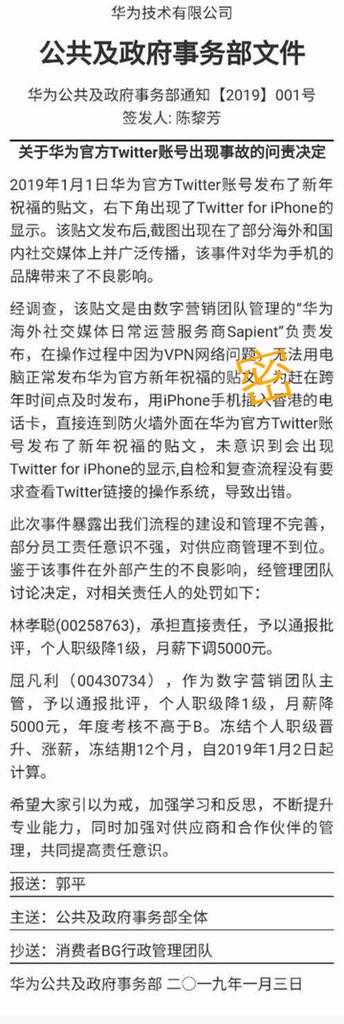 华为技术有限公司
公共及政府事务部文件
华为公共及政府事务部通知【2019】001号
签发人: 陈黎芳
关于华为官方Twitter账号出现事故的问责决定
2019年1月1日华为官方Twitter账号发布了新年
祝福的贴文，右下角出现了Twitter for iPhone的
显示。该贴文发布后,截图出现在了部分海外和国
内社交媒体上并广泛传播，该事件对华为手机的
品牌带来了不良影响。
经调查，该贴文是由数字营销团队管理的“华为
海外社交媒体日常运营服务商Sapient”负责发
布，在操作过程中因为VPN网络问题，无法用电
脑正常发布华为官方新年祝福的贴文，为赶在跨
年时间点及时发布，用iPhone手机插入香港的电
话卡，直接连到防火墙外面在华为官方Twitter账
号发布了新年祝福的贴文，未意识到会出现
Twitter for iPhone的显示,自检和复查流程没有要
求查看Twitter链接的操作系统，导致出错。
此次事件暴露出我们流程的建设和管理不完善，
部分员工责任意识不强，对供应商管理不到位。
鉴于该事件在外部产生的不良影响，经管理团队
讨论决定，对相关责任人的处罚如下：
林孝聪(00258763)，承担直接责任，予以通报批
评，个人职级降1级，月薪下调5000元。
屈凡利（00430734），作为数字营销团队主
管，予以通报批评，个人职级降1级，月薪降
5000元，年度考核不高于B。冻结个人职级晋
升、涨薪，冻结期12个月，自2019年1月2日起
计算。
希望大家引以为戒，加强学习和反思，不断提升
专业能力，同时加强对供应商和合作伙伴的管
理，共同提高责任意识。
报送：郭平
主送：公共及政府事务部全体
抄送：消费者BG行政管理团队
华为公共及政府事务部 二〇一九年一月三日
密